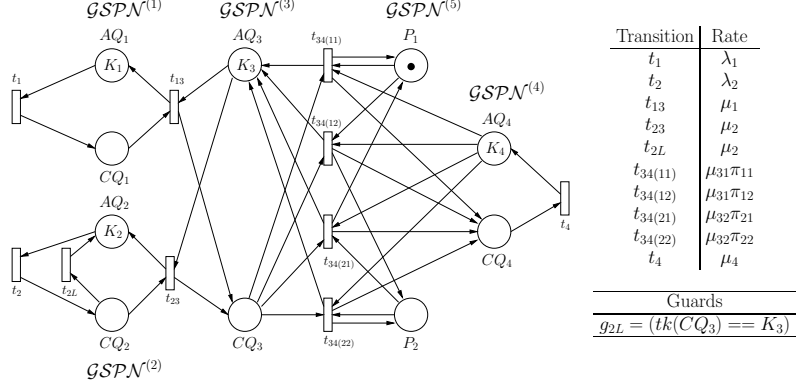 GSPN(1)
GSPN(3)
GSPN(5)
AQ1
AQ3
P1
t34(11)
K1
K3
t1
t13
GSPN(4)
t34(12)
AQ4
K4
CQ1
AQ2
K2
t4
CQ4
t34(21)
t2
t2L
t23
CQ2
CQ3
t34(22)
P2
GSPN(2)
Transition Rate
t1 λ1
t2 λ2
t13 μ1
t23 μ2
t2L μ2
t34(11) μ31π11
t34(12) μ31π12
t34(21) μ32π21
t34(22) μ32π22
t4 μ4
Guards
g2L = (tk(CQ3) == K3)